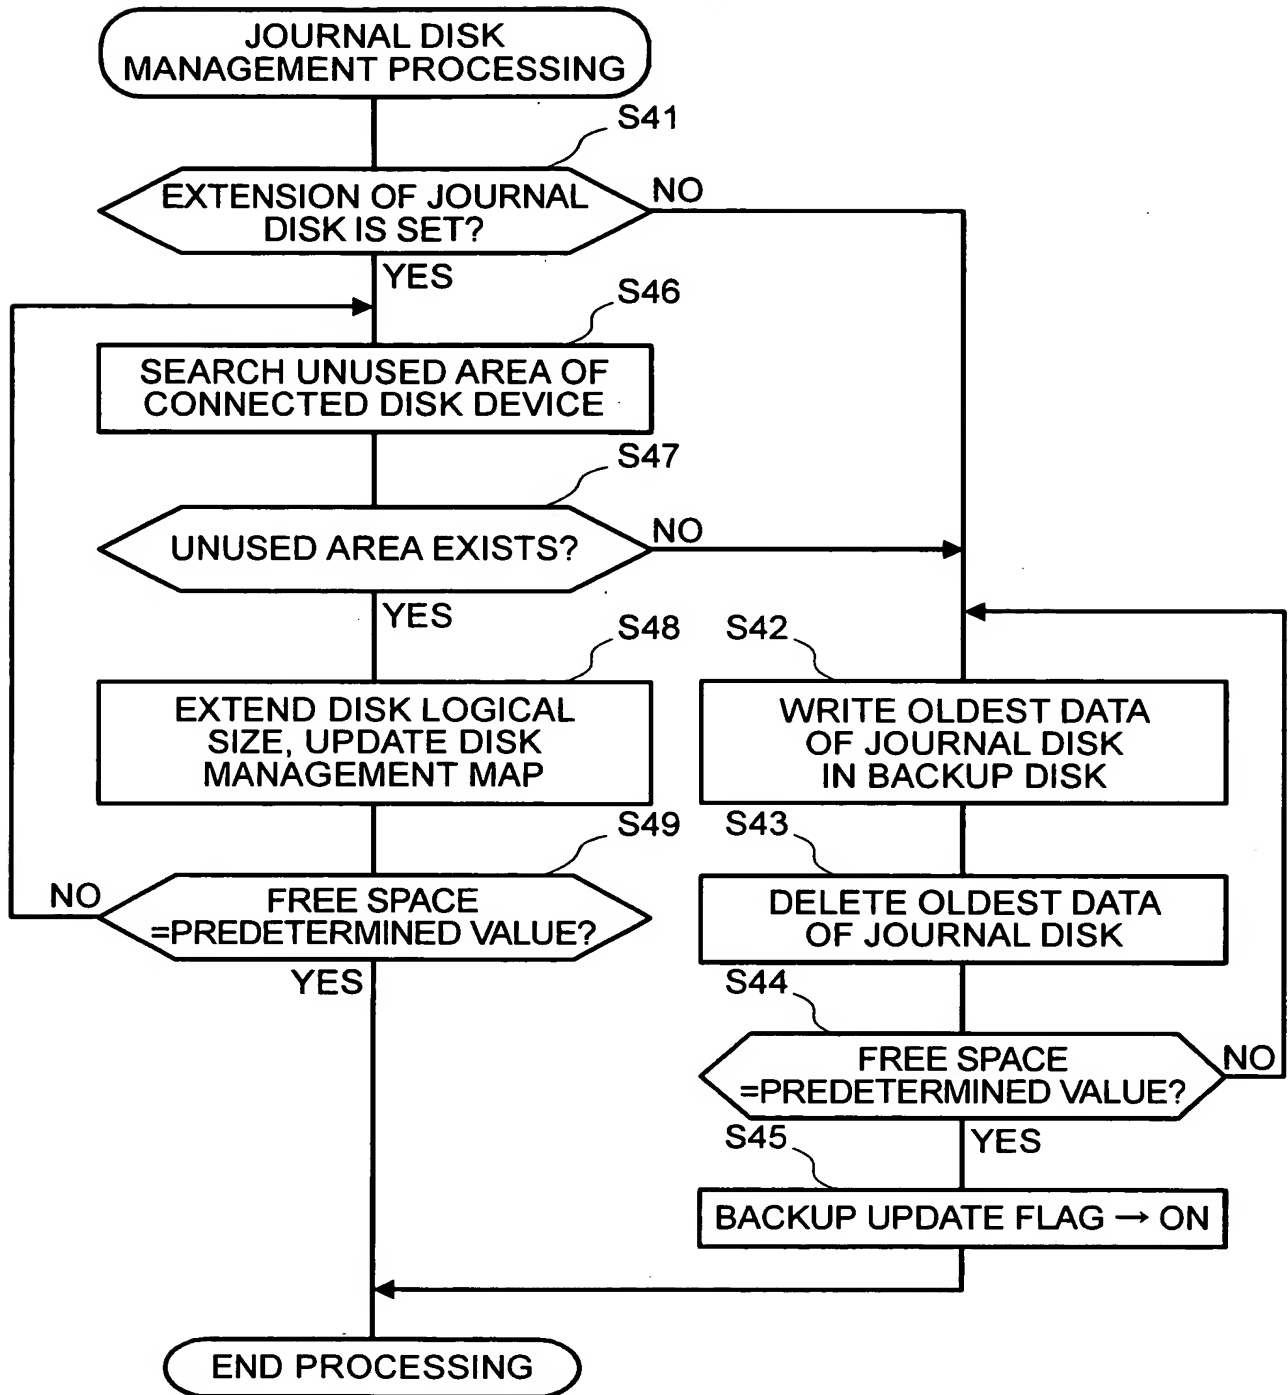 JOURNAL DISK
MANAGEMENT PROCESSING
S41
EXTENSION OF JOURNAL
DISK IS SET?
NO
YES
S46
SEARCH UNUSED AREA OF
CONNECTED DISK DEVICE
S47
UNUSED AREA EXISTS?
NO
YES
S48
EXTEND DISK LOGICAL
SIZE, UPDATE DISK
MANAGEMENT MAP
S49
FREE SPACE
=PREDETERMINED VALUE?
NO
YES
S42
WRITE OLDEST DATA
OF JOURNAL DISK
IN BACKUP DISK
S43
DELETE OLDEST DATA
OF JOURNAL DISK
S44
FREE SPACE
=PREDETERMINED VALUE?
NO
YES
S45
BACKUP UPDATE FLAG → ON
END PROCESSING